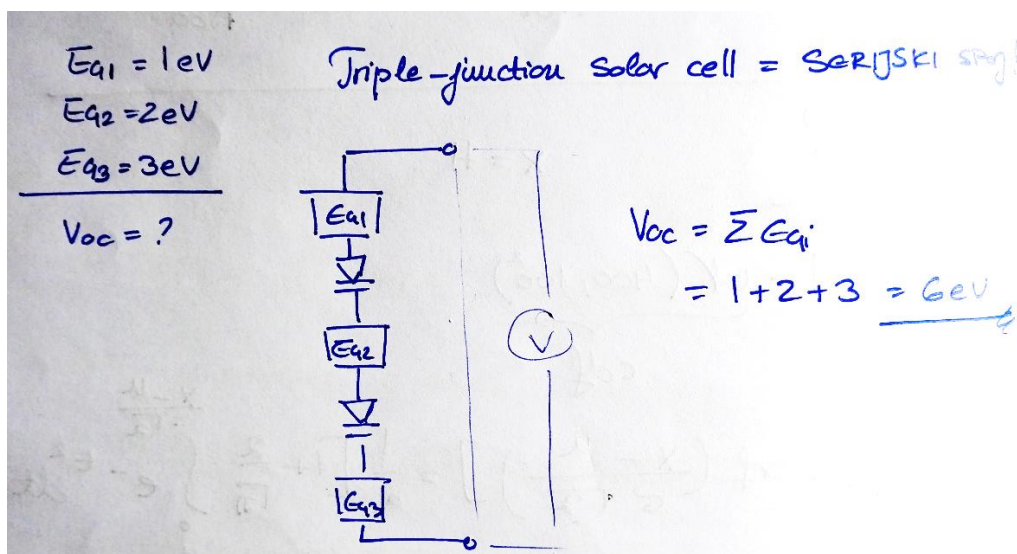 EG1 = 1eV
EG2 = 2eV
EG3 = 3eV
Voc = ?
Triple-junction solar cell = SERIJSKI SPOJ!
EG1
EG2
EG3
V
Voc = Σ EGi
= 1+2+3 = 6eV